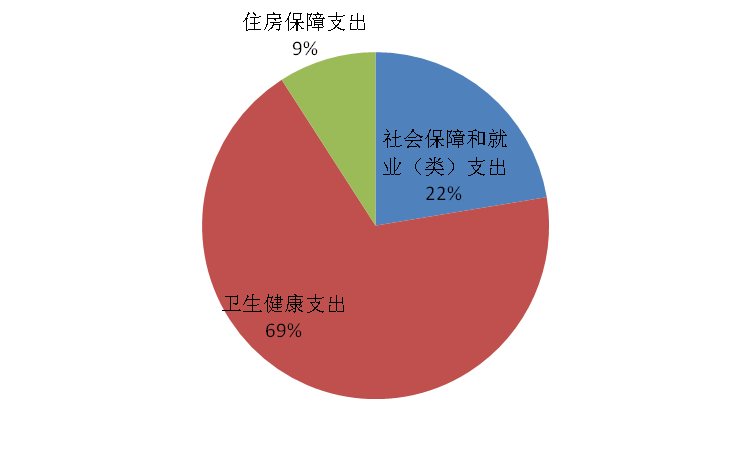 住房保障支出
9%
社会保障和就
业（类）支出
22%
卫生健康支出
69%